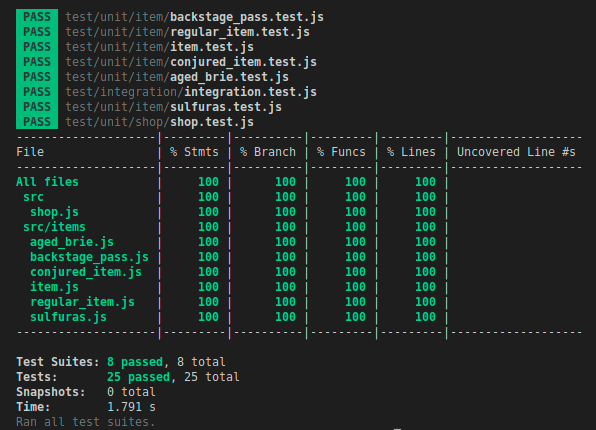 PASS test/unit/item/backstage_pass.test.js
PASS test/unit/item/regular_item.test.js
PASS test/unit/item/item.test.js
PASS test/unit/item/conjured_item.test.js
PASS test/unit/item/aged_brie.test.js
PASS test/integration/integration.test.js
PASS test/unit/item/sulfuras.test.js
PASS test/unit/shop/shop.test.js
--------------------|---------|----------|---------|---------|-------------------
File                | % Stmts | % Branch | % Funcs | % Lines | Uncovered Line #s
--------------------|---------|----------|---------|---------|-------------------
All files           |     100 |      100 |     100 |     100 |
 src                |     100 |      100 |     100 |     100 |
  shop.js           |     100 |      100 |     100 |     100 |
 src/items          |     100 |      100 |     100 |     100 |
  aged_brie.js      |     100 |      100 |     100 |     100 |
  backstage_pass.js |     100 |      100 |     100 |     100 |
  conjured_item.js  |     100 |      100 |     100 |     100 |
  item.js           |     100 |      100 |     100 |     100 |
  regular_item.js   |     100 |      100 |     100 |     100 |
  sulfuras.js       |     100 |      100 |     100 |     100 |
--------------------|---------|----------|---------|---------|-------------------
Test Suites: 8 passed, 8 total
Tests:       25 passed, 25 total
Snapshots:   0 total
Time:        1.791 s
Ran all test suites.